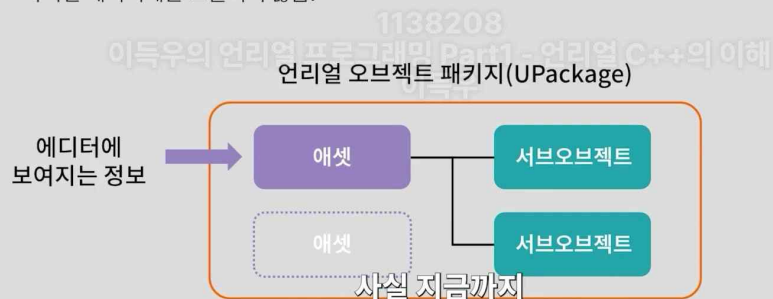 1138208
이득우의 언리얼 프로그래밍 Part1 - 언리얼 C++의 이해
이득우
언리얼 오브젝트 패키지(UPackage)
에디터에
보여지는 정보
애셋
서브오브젝트
애셋
서브오브젝트
사실 지금까지